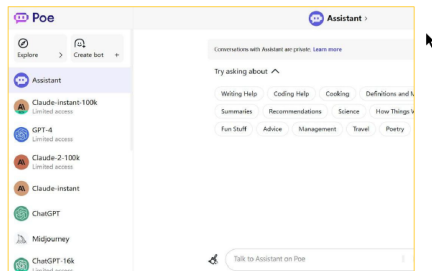 Poe
Assistant >
Explore >
Create bot +
Conversations with Assistant are private. Learn more
Assistant
Try asking about
Claude-instant-100k
Limited access
Writing Help
Coding Help
Cooking
Definitions and M
GPT-4
Limited access
Summaries
Recommendations
Science
How Things W
Fun Stuff
Advice
Management
Travel
Poetry
Claude-2-100k
Limited access
Claude-instant
ChatGPT
Midjourney
ChatGPT-16k
Limited access
Talk to Assistant on Poe